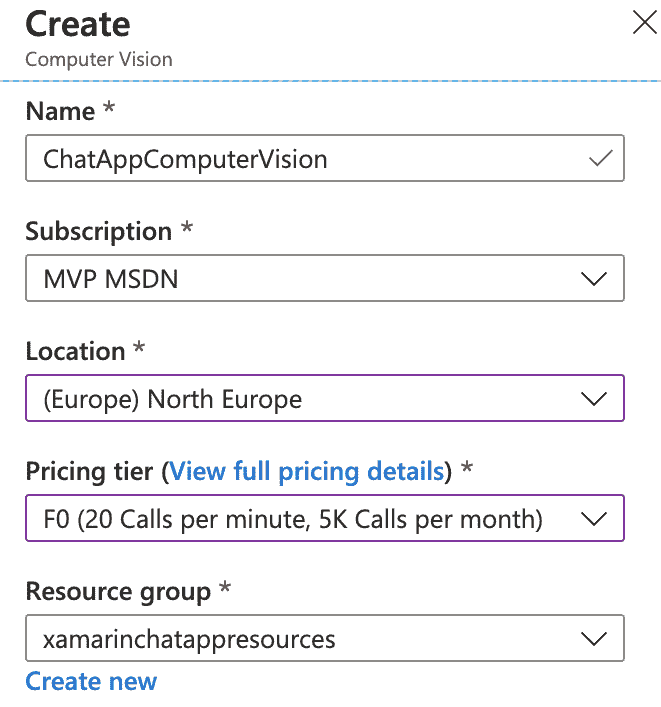 Create
Computer Vision
Name *
ChatAppComputerVision
Subscription *
MVP MSDN
Location *
(Europe) North Europe
Pricing tier (View full pricing details) *
F0 (20 Calls per minute, 5K Calls per month)
Resource group *
xamarinchatappresources
Create new